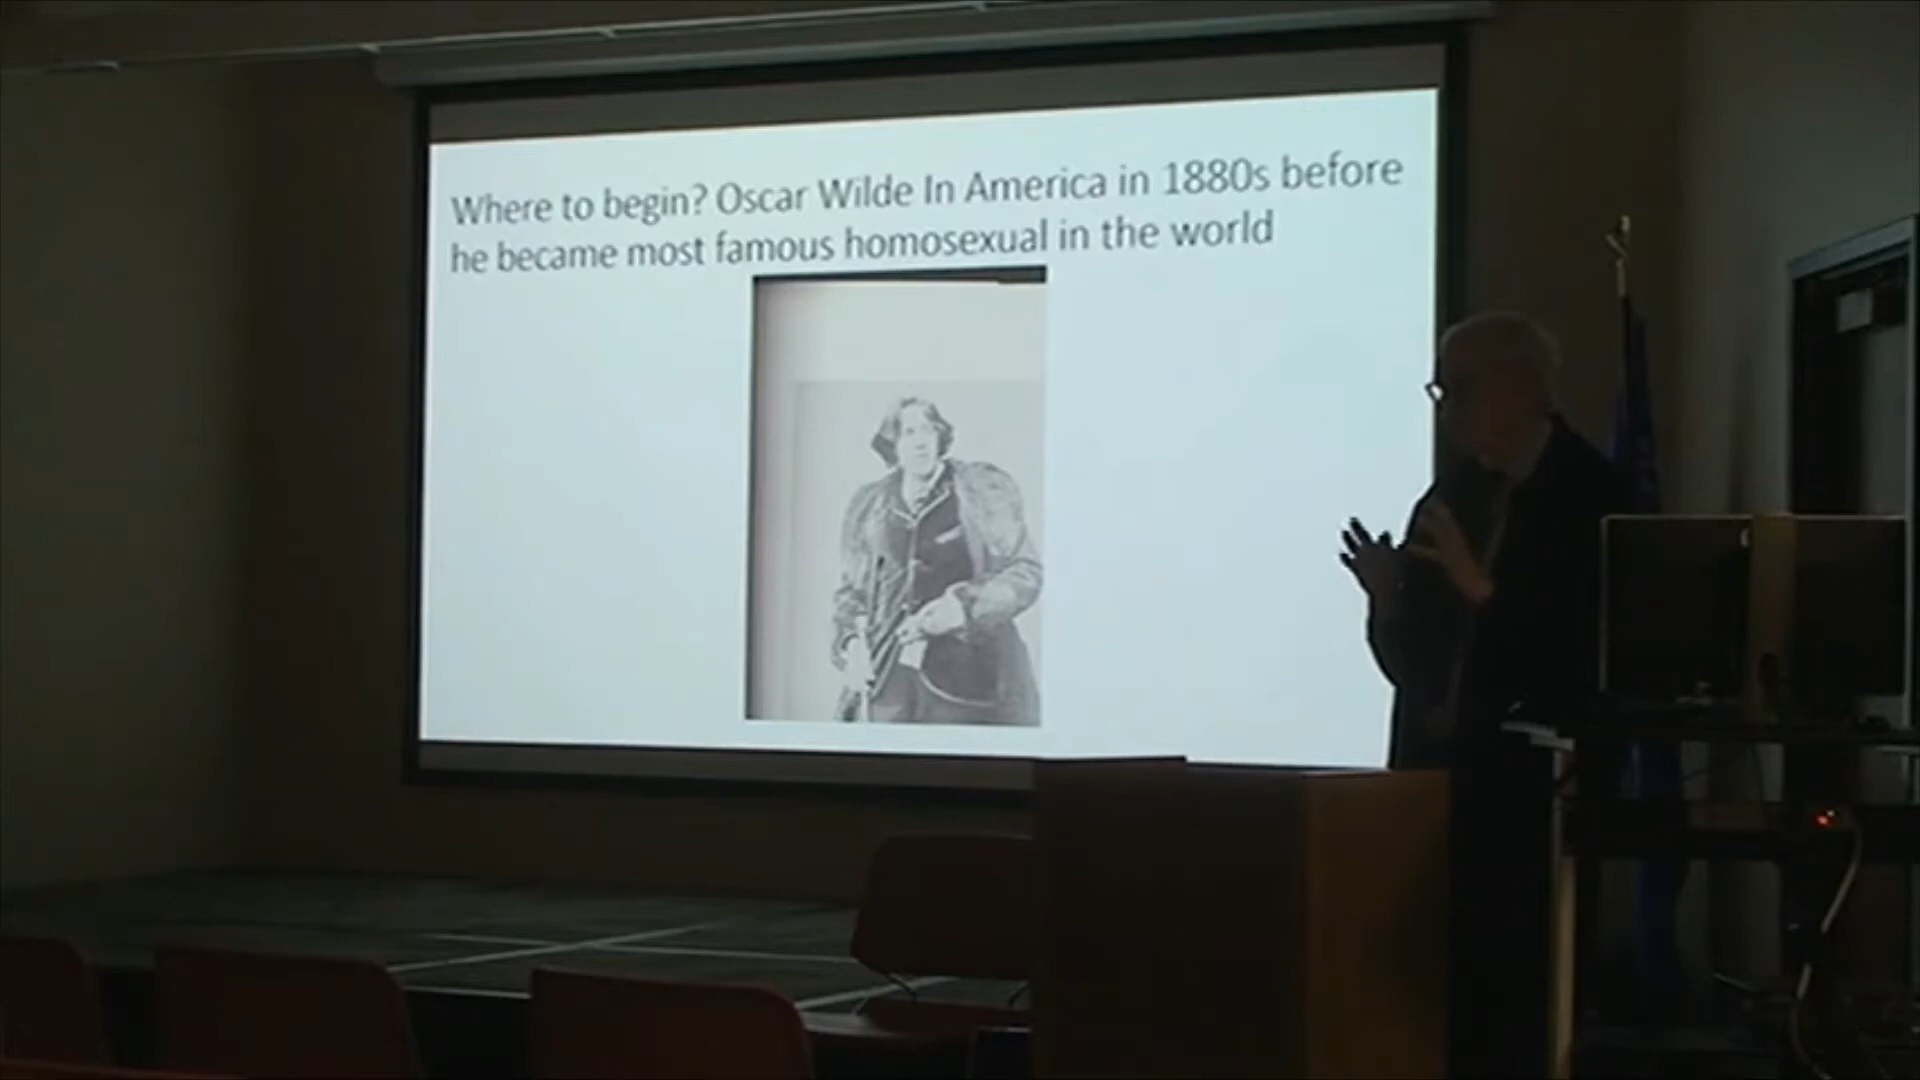 Where to begin? Oscar Wilde In America in 1880s before
he became most famous homosexual in the world